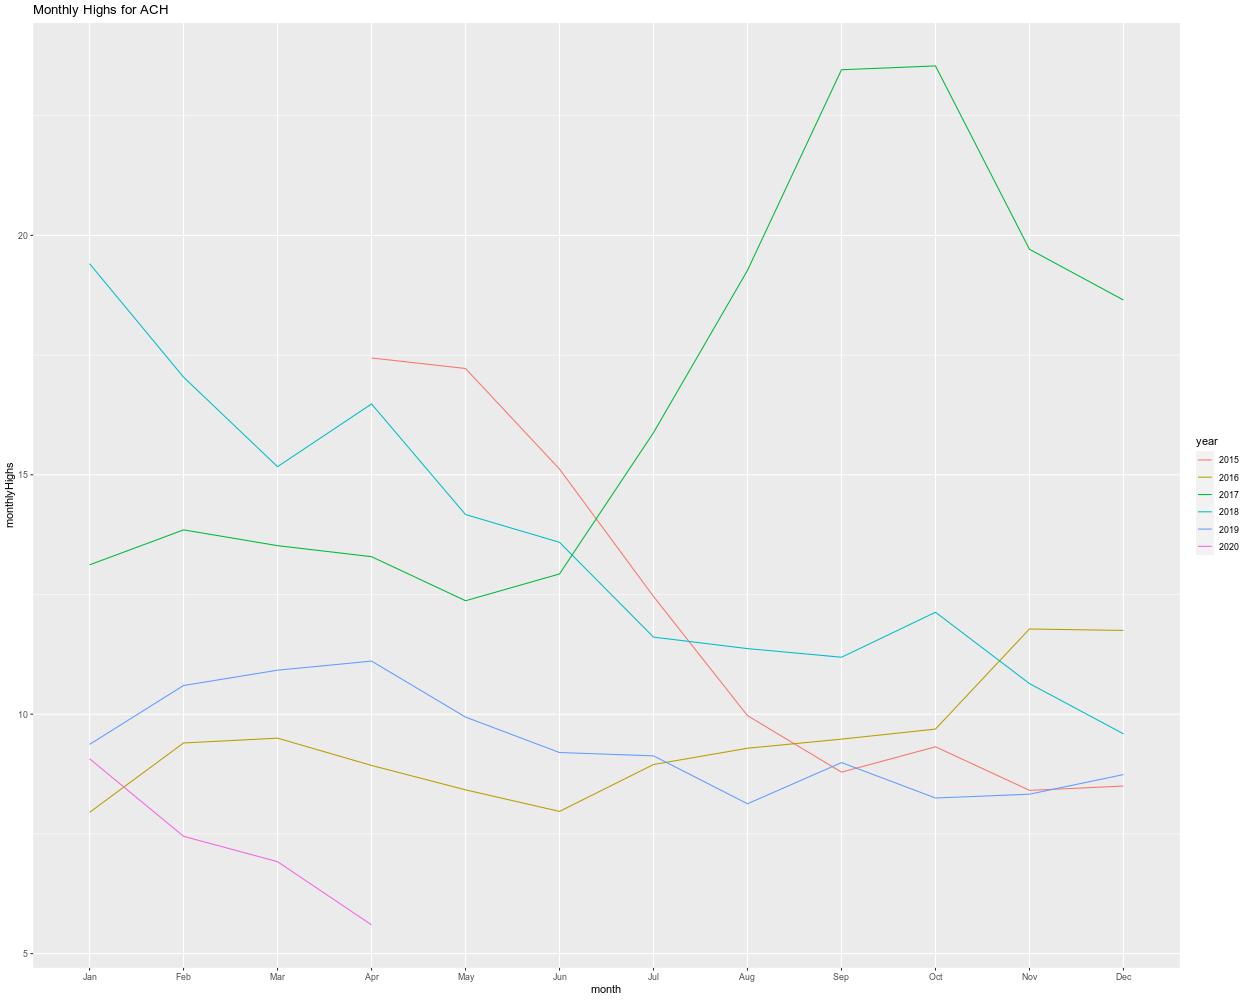 Monthly Highs for ACH
monthlyHighs
20
15
10
5
Jan Feb Mar Apr May Jun Jul Aug Sep Oct Nov Dec
month
year
2015
2016
2017
2018
2019
2020